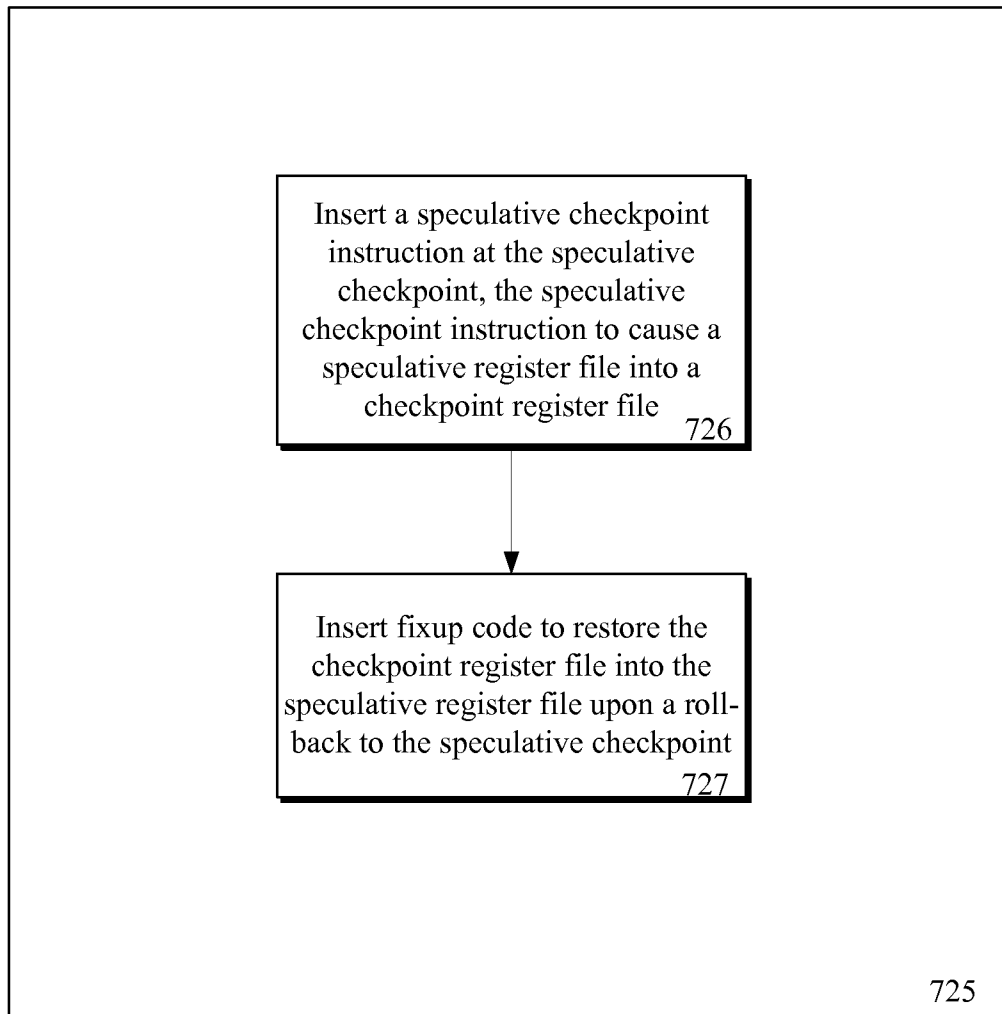 Insert a speculative checkpoint
instruction at the speculative
checkpoint, the speculative
checkpoint instruction to cause a
speculative register file into a
checkpoint register file
726
Insert fixup code to restore the
checkpoint register file into the
speculative register file upon a roll-
back to the speculative checkpoint
727
725